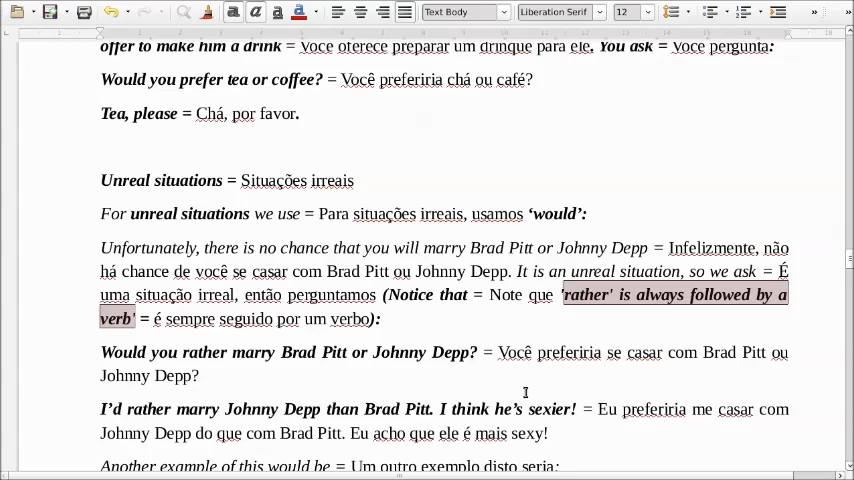 Text Body Liberation Serif 12
offer to make him a drink = Você oferece preparar um drinque para ele. You ask = Você pergunta:
Would you prefer tea or coffee? = Você preferiria chá ou café?
Tea, please = Chá, por favor.
Unreal situations = Situações irreais
For unreal situations we use = Para situações irreais, usamos ‘would’:
Unfortunately, there is no chance that you will marry Brad Pitt or Johnny Depp = Infelizmente, não
há chance de você se casar com Brad Pitt ou Johnny Depp. It is an unreal situation, so we ask = É
uma situação irreal, então perguntamos (Notice that = Note que 'rather' is always followed by a
verb' = é sempre seguido por um verbo):
Would you rather marry Brad Pitt or Johnny Depp? = Você preferiria se casar com Brad Pitt ou
Johnny Depp?
I’d rather marry Johnny Depp than Brad Pitt. I think he’s sexier! = Eu preferiria me casar com
Johnny Depp do que com Brad Pitt. Eu acho que ele é mais sexy!
Another example of this would be = Um outro exemplo disto seria: